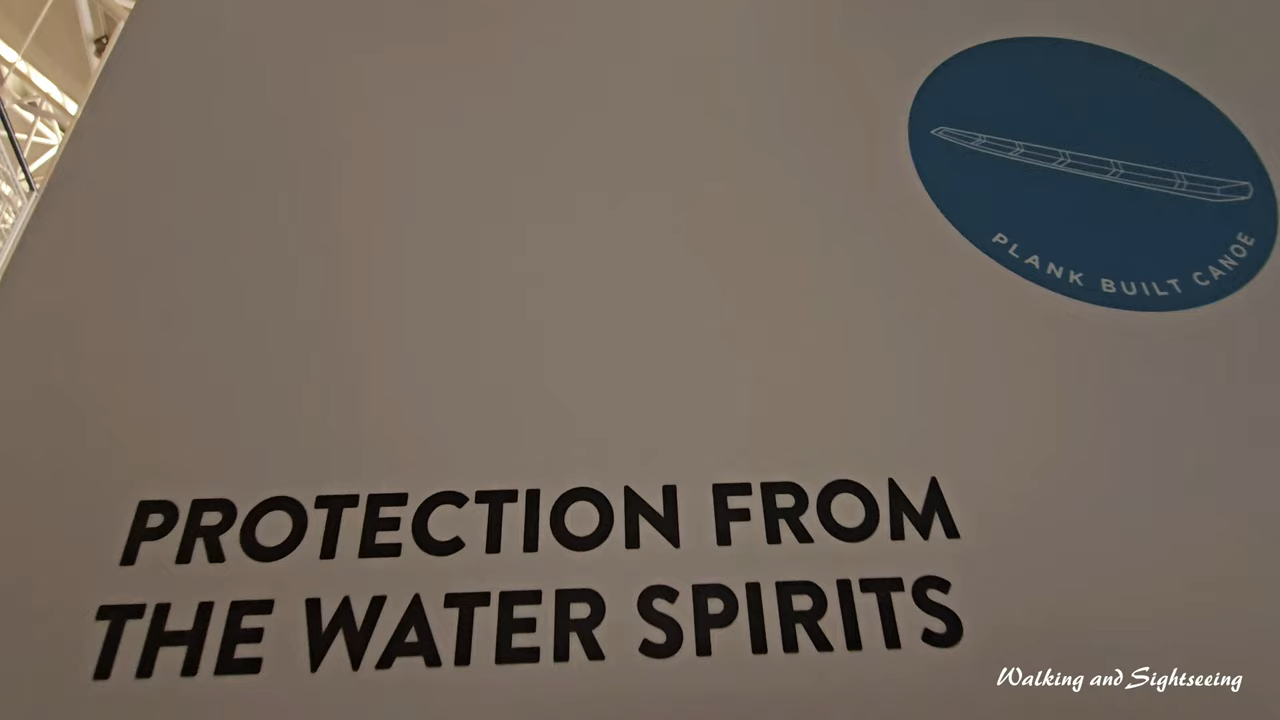 PLANK BUILT CANOE
PROTECTION FROM
THE WATER SPIRITS
Walking and Sightseeing